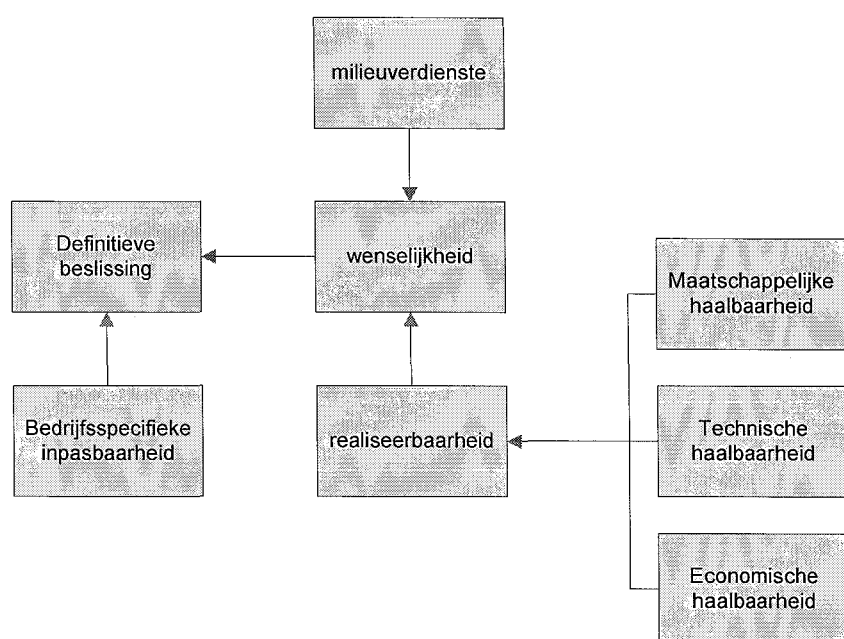 milieuverdienste
Definitieve
beslissing
wenselijkheid
Maatschappelijke
haalbaarheid
Bedrijfsspecifieke
inpasbaarheid
realiseerbaarheid
Technische
haalbaarheid
Economische
haalbaarheid